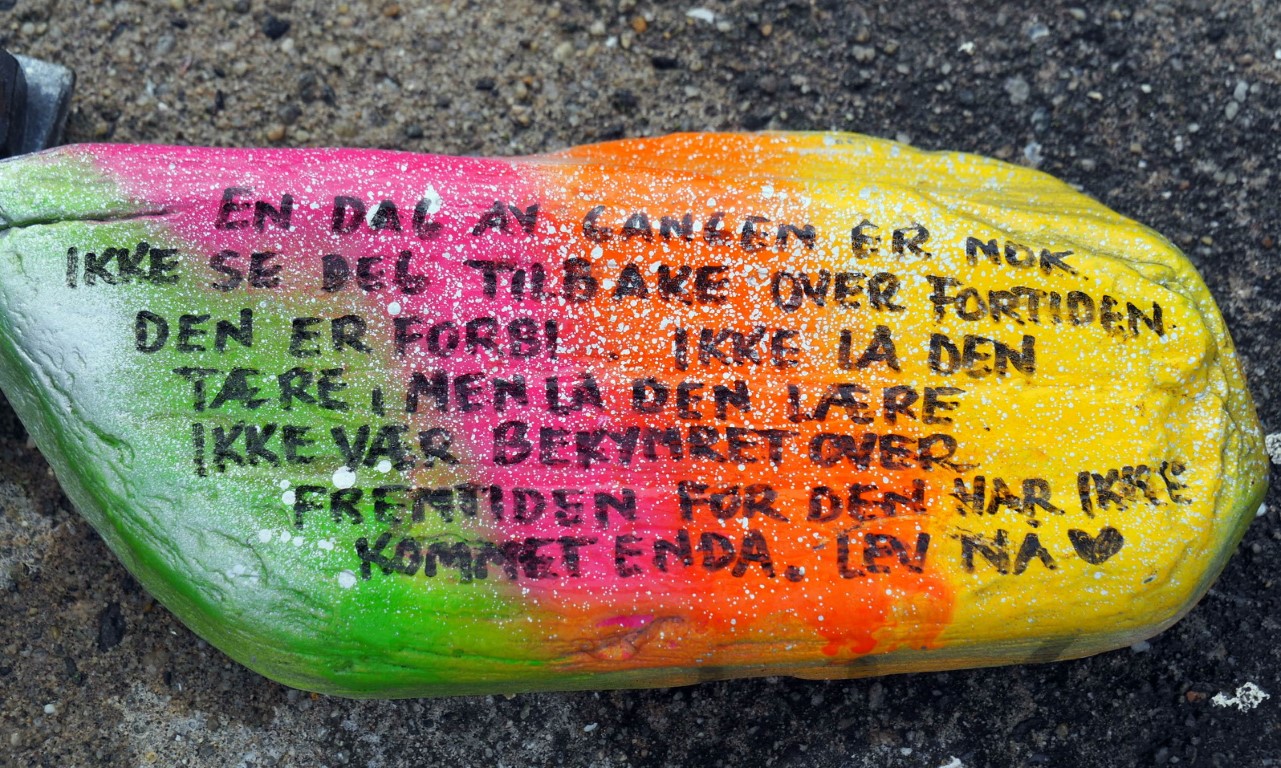 EN DAG AV GANGEN ER NOK.
IKKE SE DEG TILBAKE OVER FORTIDEN.
DEN ER FORBI. IKKE LA DEN
TÆRE, MEN LA DEN LÆRE
IKKE VÆR BEKYMRET OVER
FREMTIDEN FOR DEN HAR IKKE
KOMMET ENDA. LEV NÅ ♥